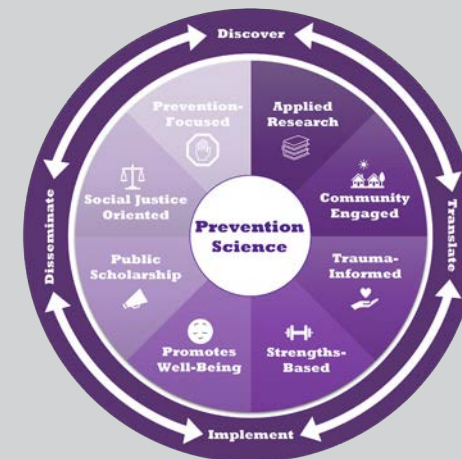 Discover
Prevention-
Focused
Applied
Research
Social Justice
Oriented
Community
Engaged
Prevention
Science
Public
Scholarship
Trauma-
Informed
Promotes
Well-Being
Strengths-
Based
Disseminate
Translate
Implement